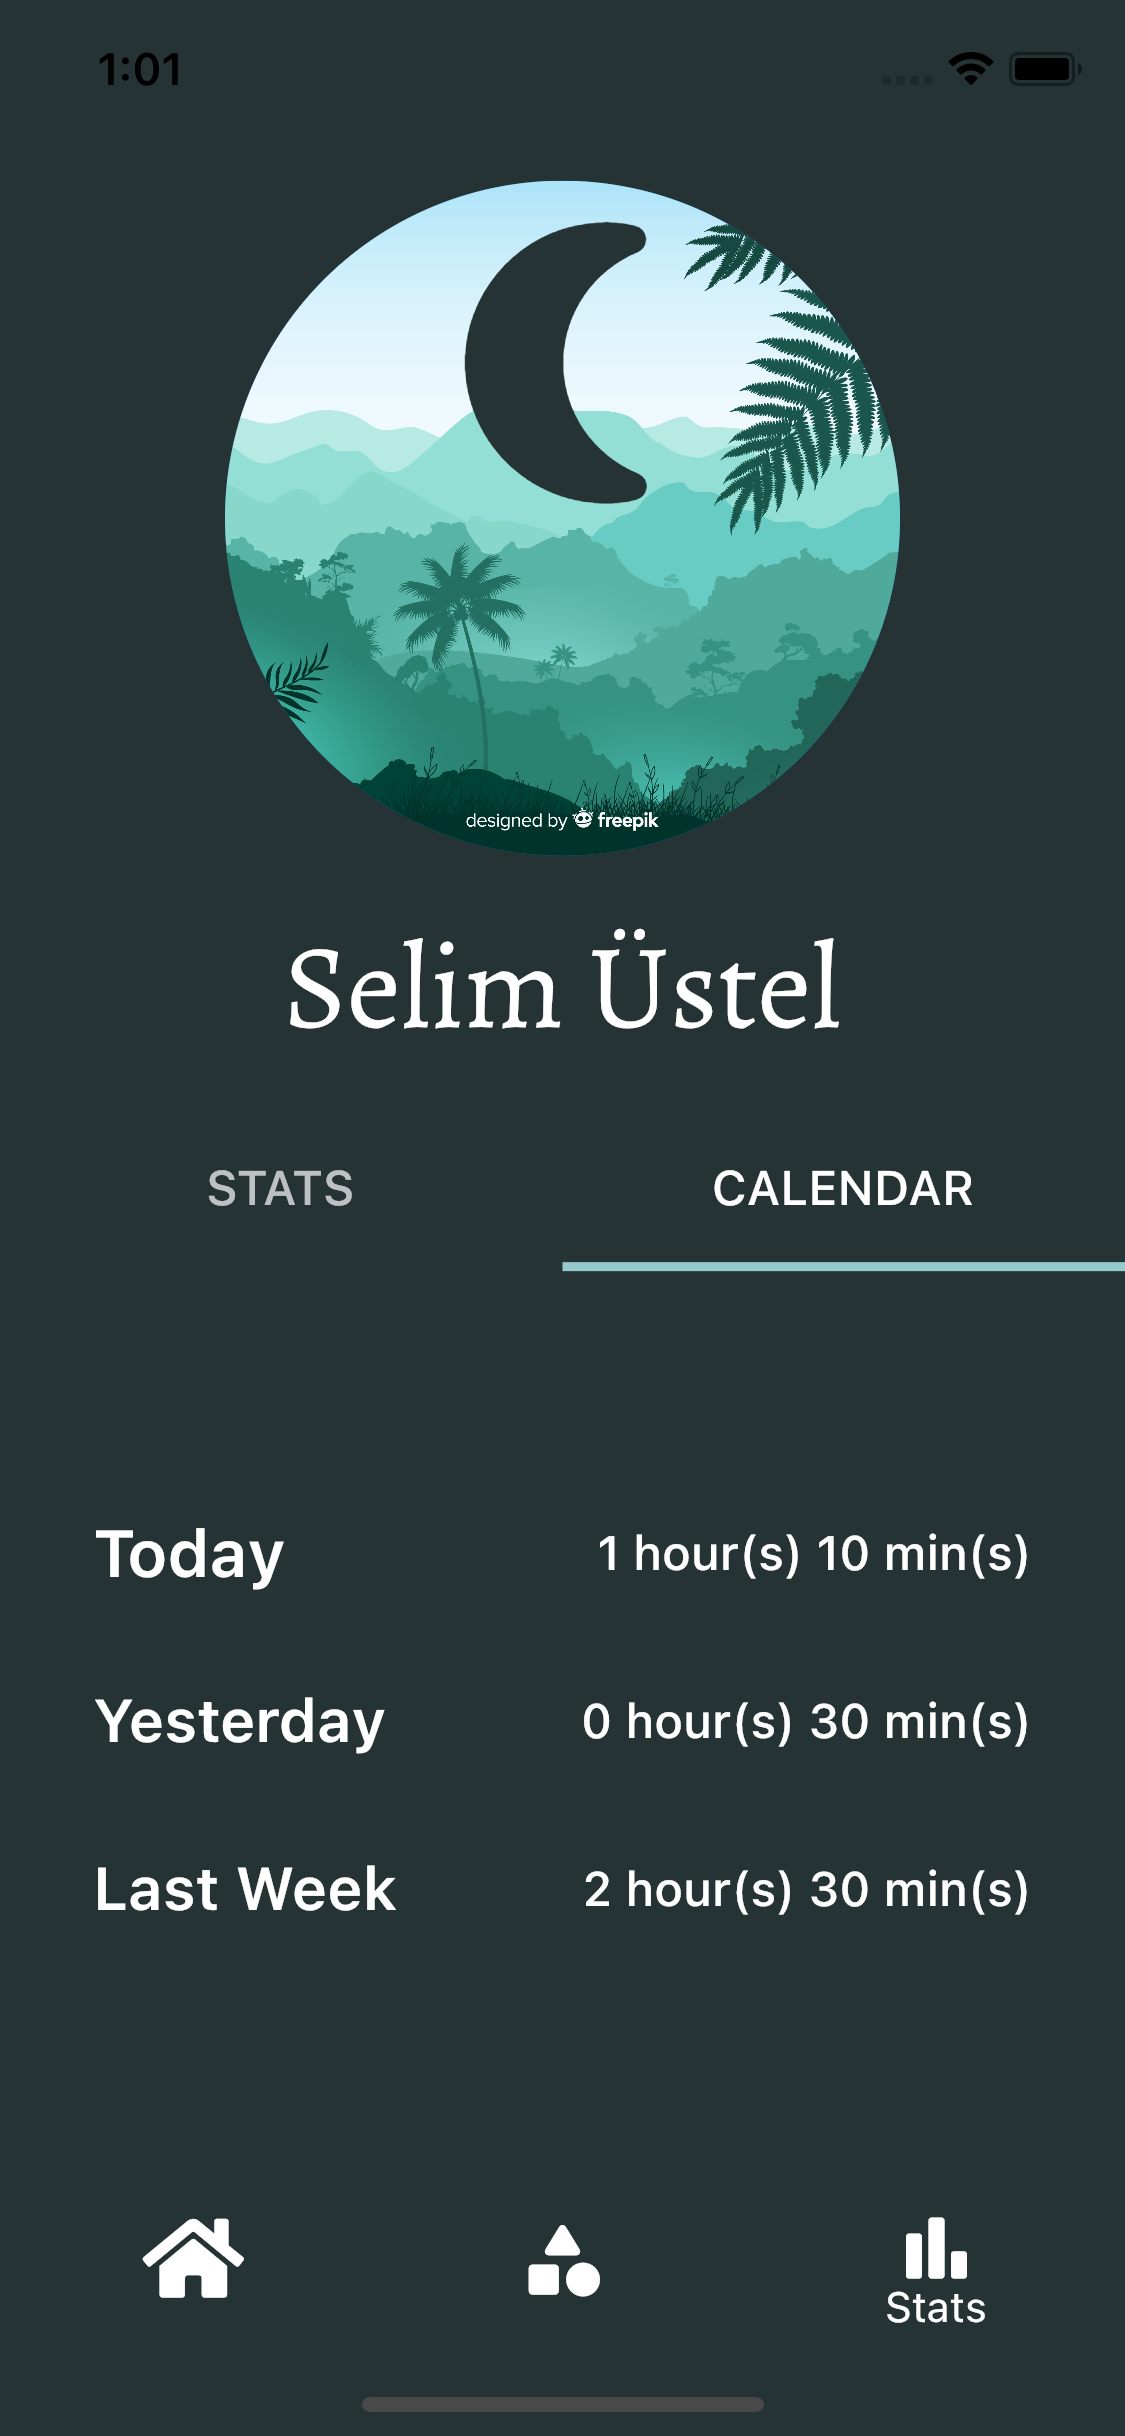 1:01
designed by freepik
Selim Üstel
STATS CALENDAR
Today 1 hour(s) 10 min(s)
Yesterday 0 hour(s) 30 min(s)
Last Week 2 hour(s) 30 min(s)
Stats